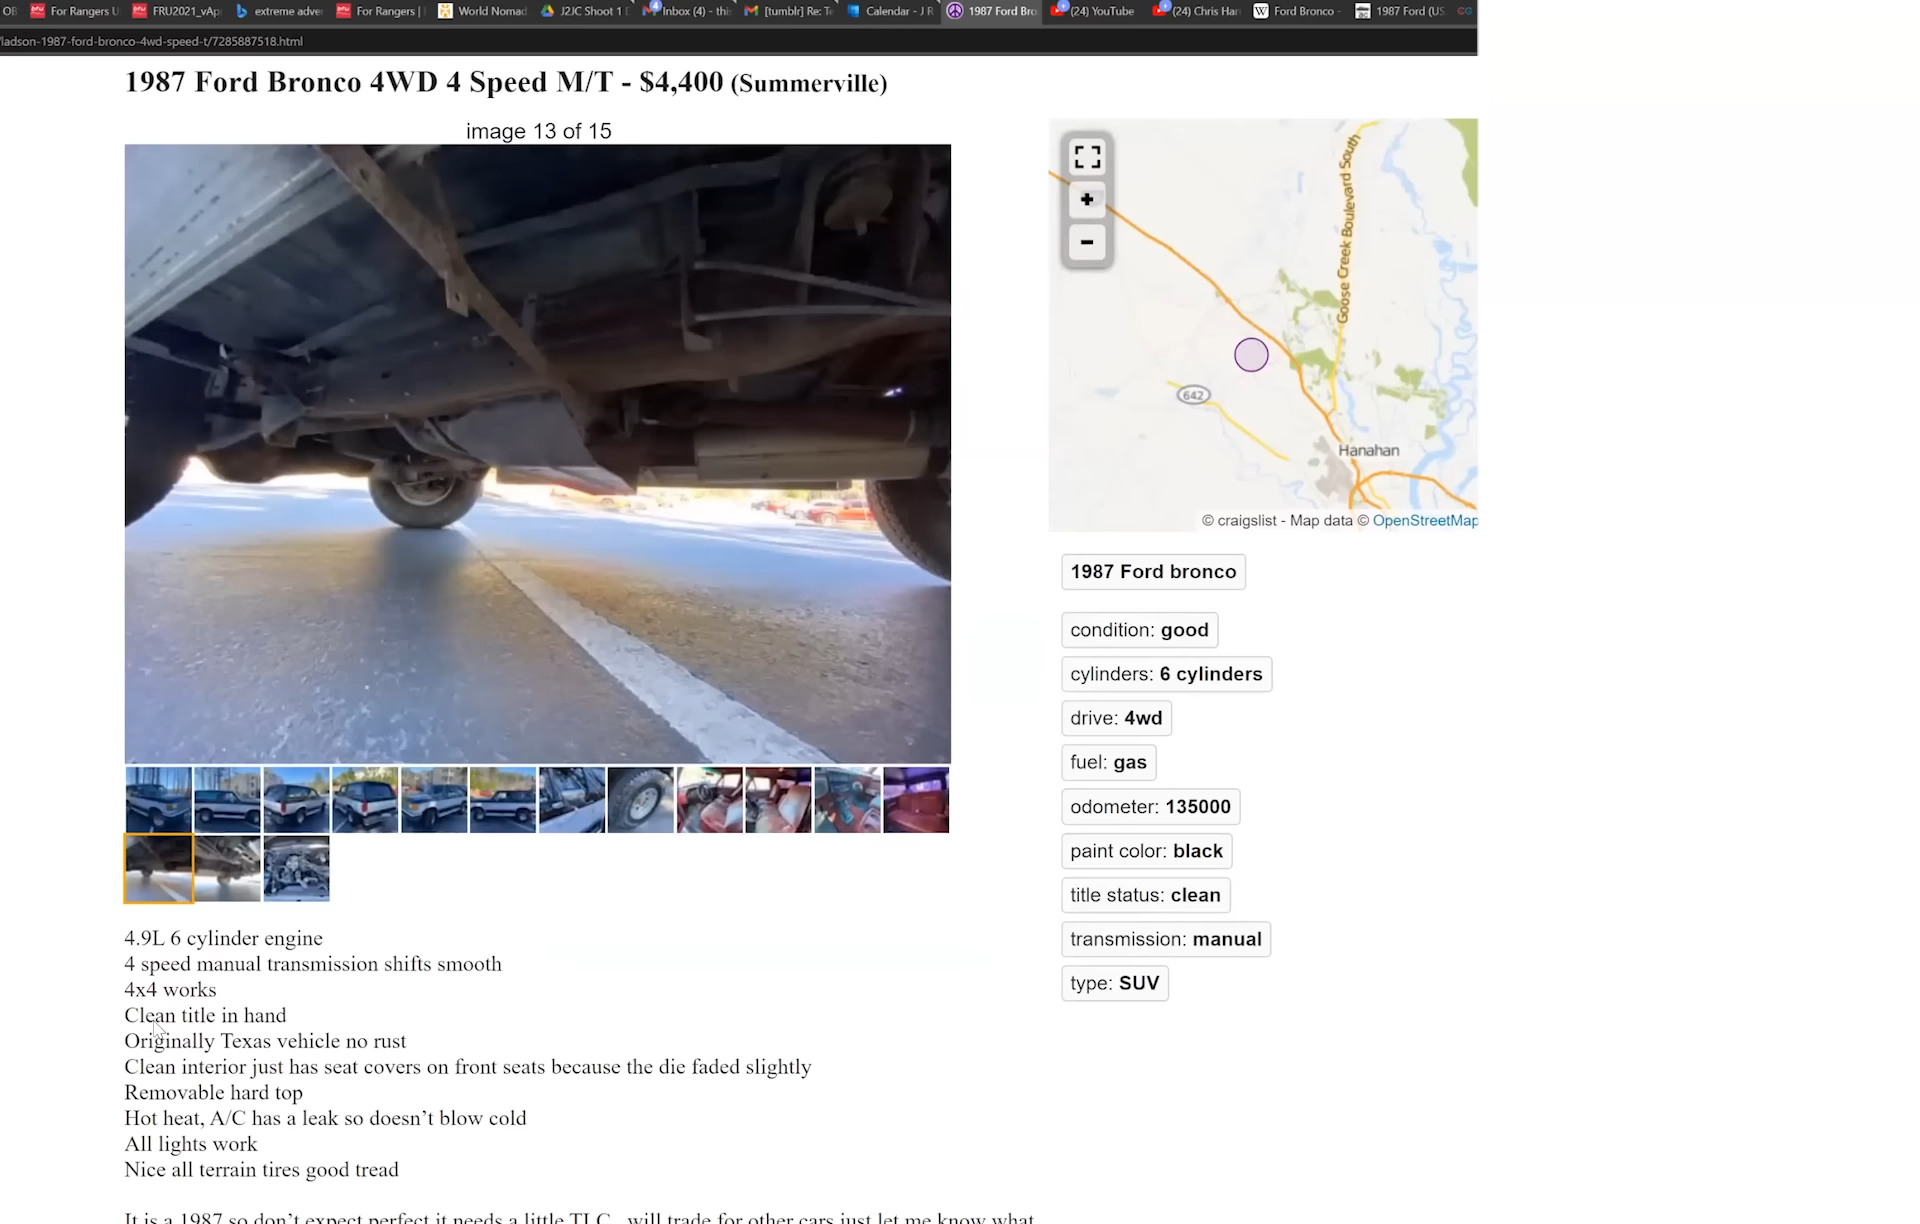 OB
For Rangers U
FRU2021_vAp
extreme adve
For Rangers |
World Nomad
J2JC Shoot 1
Inbox (4) - thi
[tumblr] Re: T
Calendar - J R
1987 Ford Bro
(24) YouTube
(24) Chris Har
Ford Bronco -
1987 Ford (US
/ladson-1987-ford-bronco-4wd-speed-t/7285887518.html
1987 Ford Bronco 4WD 4 Speed M/T - $4,400 (Summerville)
image 13 of 15
+
-
Goose Creek Boulevard South
642
Hanahan
© craigslist - Map data © OpenStreetMap
1987 Ford bronco
condition: good
cylinders: 6 cylinders
drive: 4wd
fuel: gas
odometer: 135000
paint color: black
title status: clean
transmission: manual
type: SUV
4.9L 6 cylinder engine
4 speed manual transmission shifts smooth
4x4 works
Clean title in hand
Originally Texas vehicle no rust
Clean interior just has seat covers on front seats because the die faded slightly
Removable hard top
Hot heat, A/C has a leak so doesn’t blow cold
All lights work
Nice all terrain tires good tread
It is a 1987 so don’t expect perfect it needs a little TLC will trade for other cars just let me know what